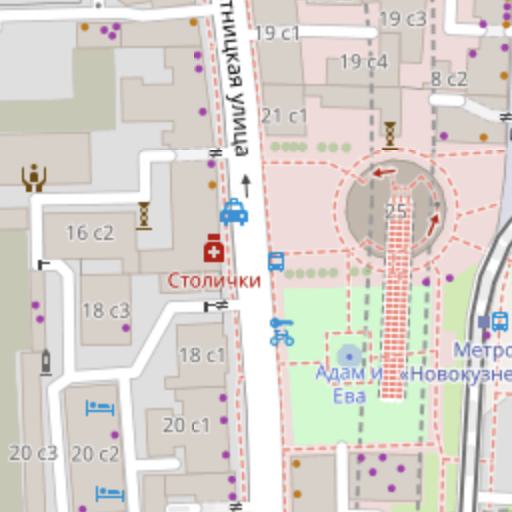 тницкая улица
19 с1
19 с3
19 с4
8 с2
21 с1
25
16 с2
Столички
18 с3
18 с1
Метро
Адам и
«Новокузне
Ева
20 с1
20 с3
20 с2